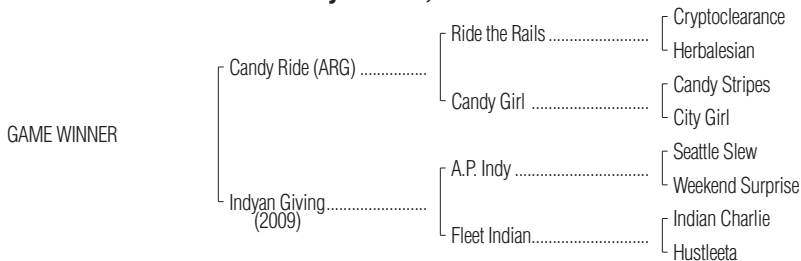 Cryptoclearance
Ride the Rails ......................
Herbalesian
Candy Ride (ARG) ...............
Candy Stripes
Candy Girl .........................
City Girl
GAME WINNER
Seattle Slew
A.P. Indy .............................
Weekend Surprise
Indyan Giving ......................
(2009)
Indian Charlie
Fleet Indian..........................
Hustleeta